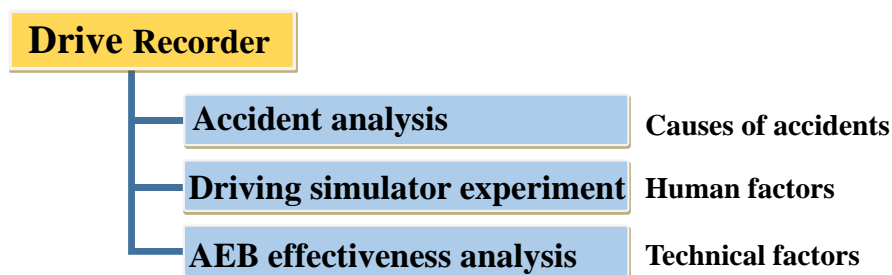 Drive Recorder
Accident analysis Causes of accidents
Driving simulator experiment Human factors
AEB effectiveness analysis Technical factors